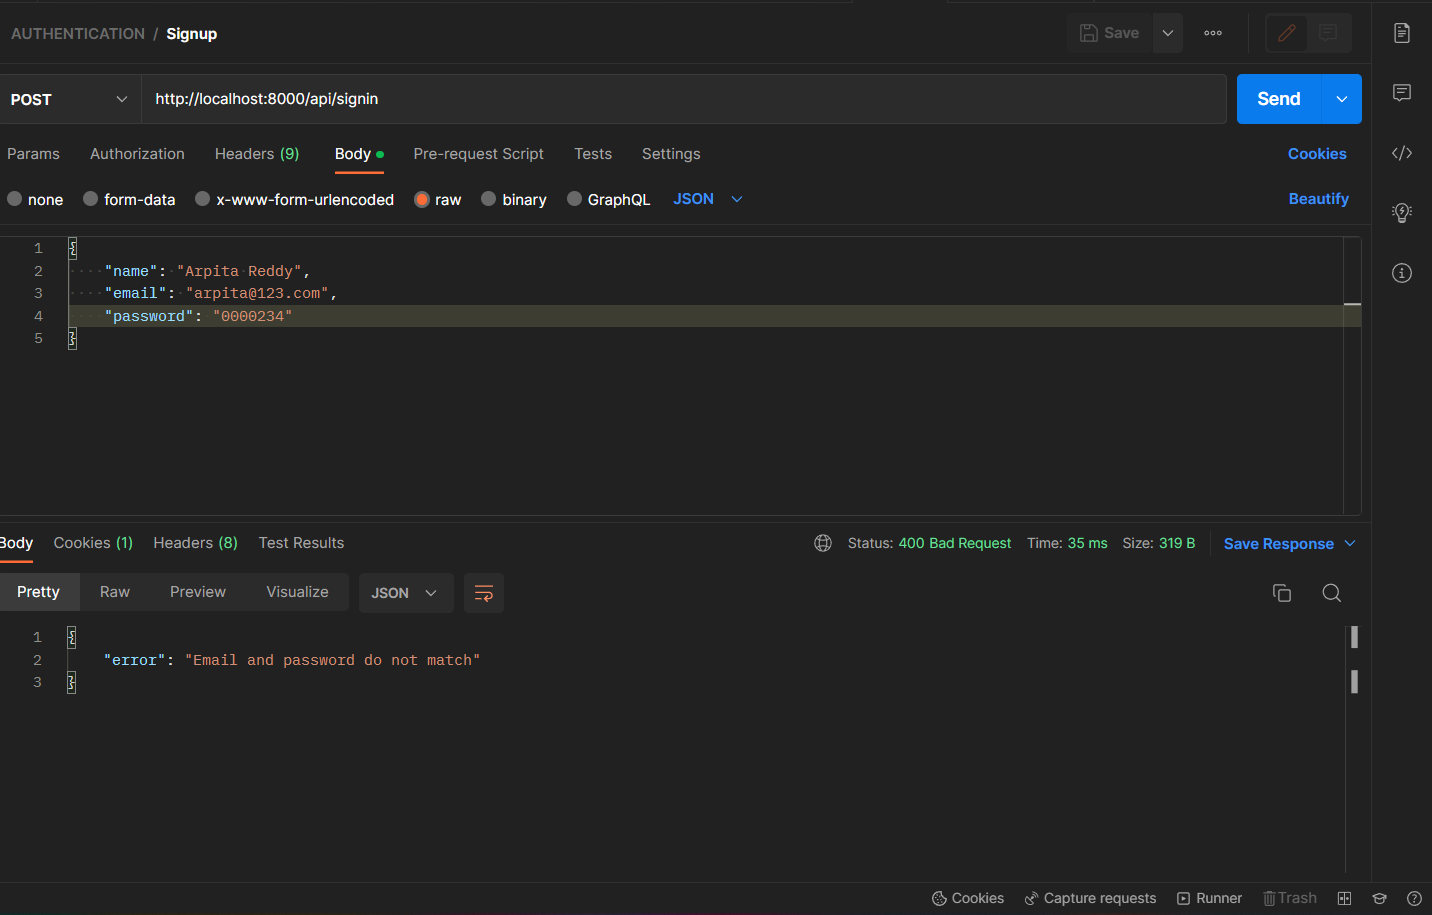 AUTHENTICATION / Signup
Save
POST
http://localhost:8000/api/signin
Send
Params Authorization Headers (9) Body Pre-request Script Tests Settings Cookies
none form-data x-www-form-urlencoded raw binary GraphQL JSON Beautify
1 {
2 "name": "Arpita Reddy",
3 "email": "arpita@123.com",
4 "password": "0000234"
5 }
Body Cookies (1) Headers (8) Test Results Status: 400 Bad Request Time: 35 ms Size: 319 B Save Response
Pretty Raw Preview Visualize JSON
1 {
2 "error": "Email and password do not match"
3 }
Cookies Capture requests Runner Trash